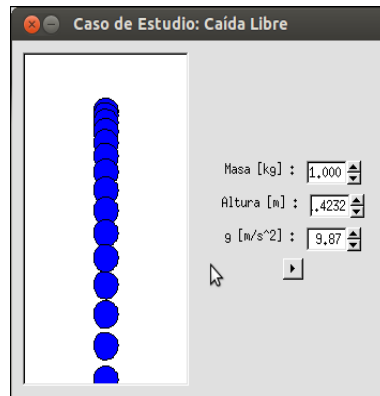 Caso de Estudio: Caída Libre
Masa [kg] : 1.000
Altura [m] : .4232
g [m/s^2] : 9.87